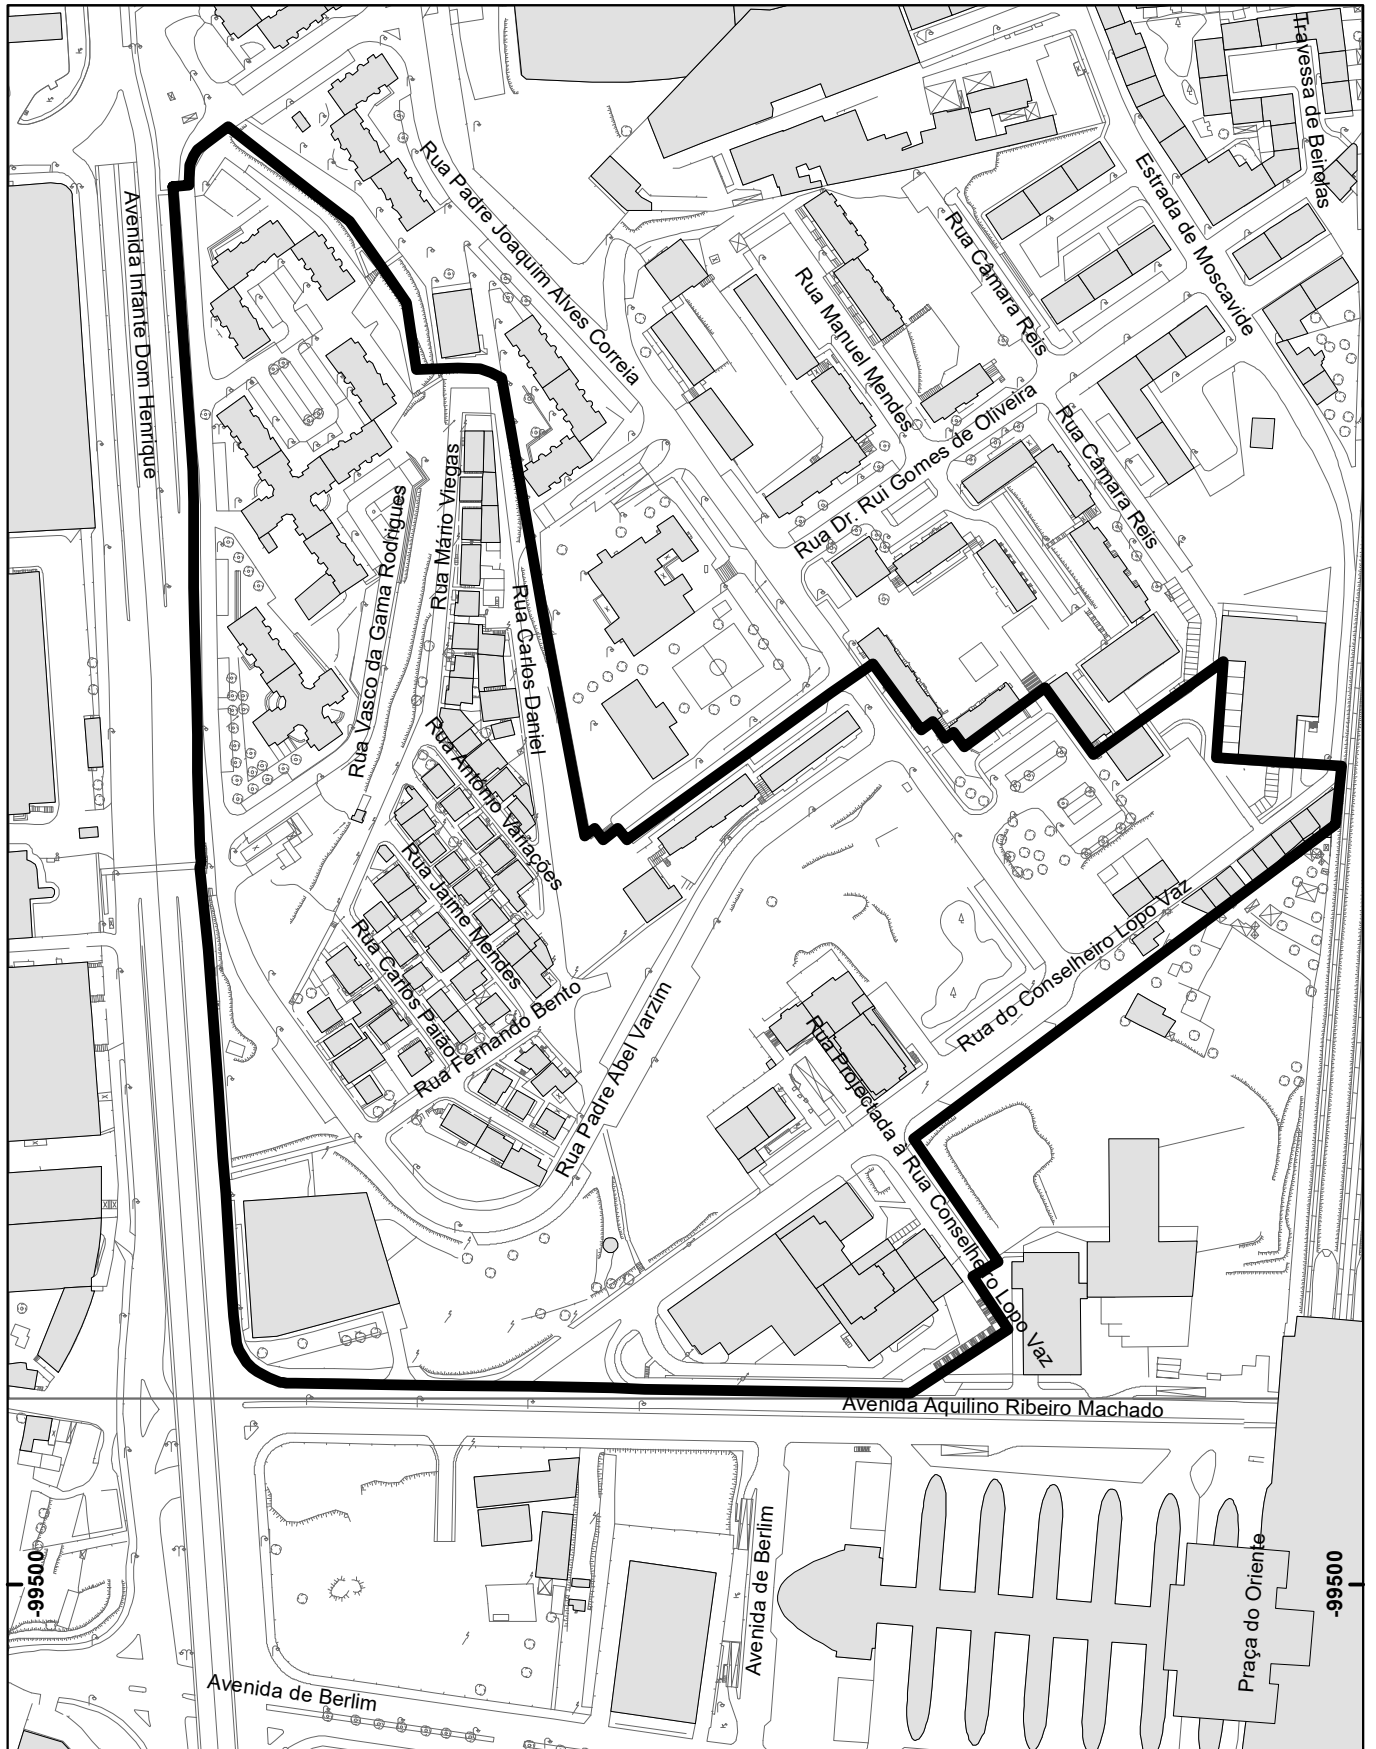 Travessa de Beirolas
Estrada de Moscavide
Rua Padre Joaquim Alves Correia
Avenida Infante Dom Henrique
Rua Câmara Reis
Rua Manuel Mendes
Rua Dr. Rui Gomes de Oliveira
Rua Câmara Reis
Rua Mário Viegas
Rua Vasco da Gama Rodrigues
Rua Carlos Daniel
Rua António Variações
Rua Jaime Mendes
Rua Carlos Paião
Rua Fernando Bento
Rua Padre Abel Varzim
Rua do Conselheiro Lopo Vaz
Rua Projectada à Rua Conselheiro Lopo Vaz
Avenida Aquilino Ribeiro Machado
-99500
-99500
Avenida de Berlim
Praça do Oriente
Avenida de Berlim